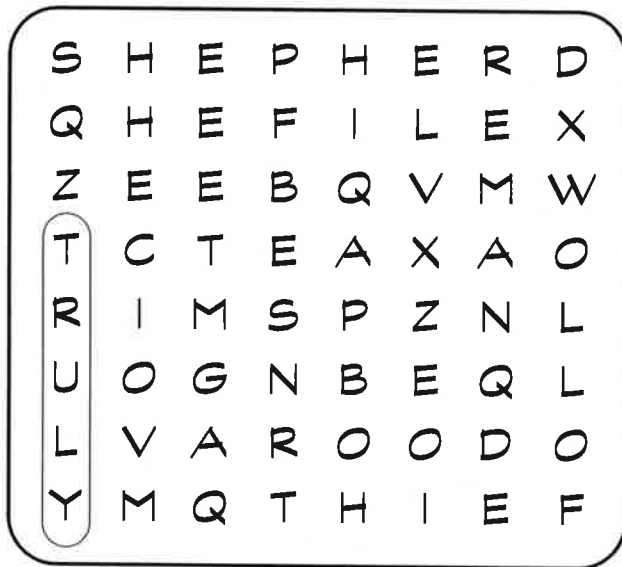 S H E P H E R D
Q H E F I L E X
Z E E B Q V M W
T C T E A X A O
R I M S P Z N L
U O G N B E Q L
L V A R O O D O
Y M Q T H I E F